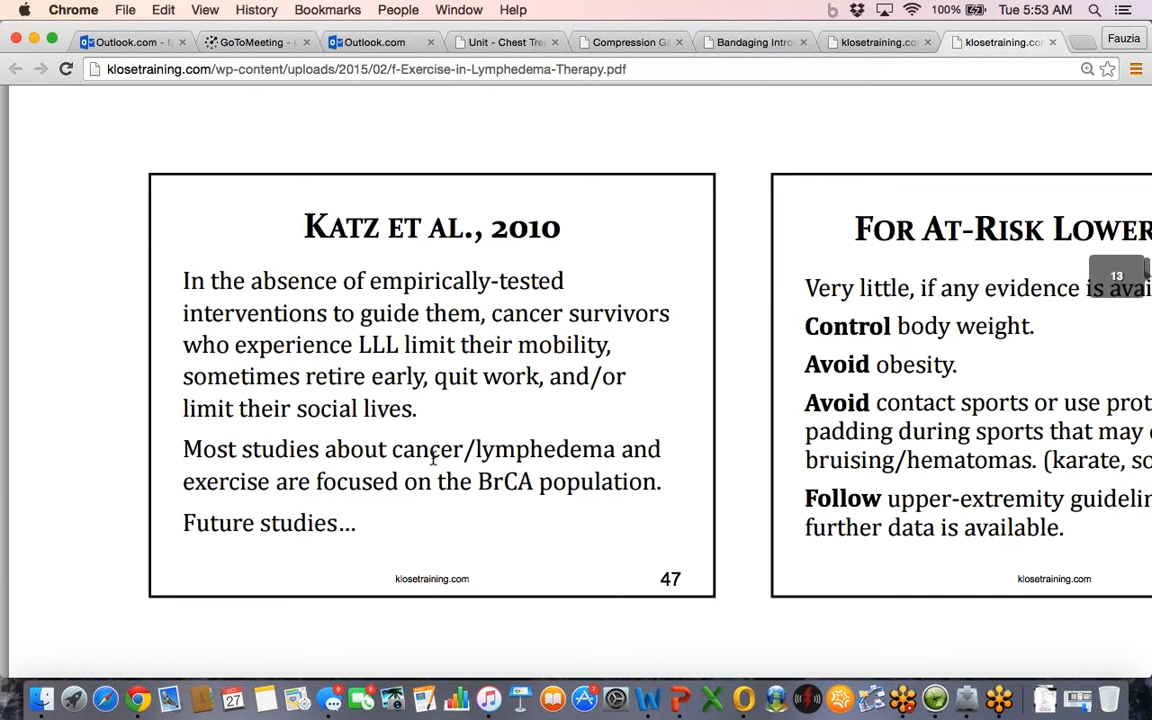 Chrome File Edit View History Bookmarks People Window Help 100% Tue 5:53 AM
Outlook.com - GoToMeeting - Outlook.com Unit - Chest Tre Compression Ga Bandaging Intro klosetraining.co klosetraining.co Fauzia
klosetraining.com/wp-content/uploads/2015/02/f-Exercise-in-Lymphedema-Therapy.pdf
KATZ ET AL., 2010
In the absence of empirically-tested
interventions to guide them, cancer survivors
who experience LLL limit their mobility,
sometimes retire early, quit work, and/or
limit their social lives.
Most studies about cancer/lymphedema and
exercise are focused on the BrCA population.
Future studies...
klosetraining.com
47
FOR AT-RISK LOWER
13
Very little, if any evidence is avai
Control body weight.
Avoid obesity.
Avoid contact sports or use prot
padding during sports that may
bruising/hematomas. (karate, so
Follow upper-extremity guidelin
further data is available.
klosetraining.com
OCT
27